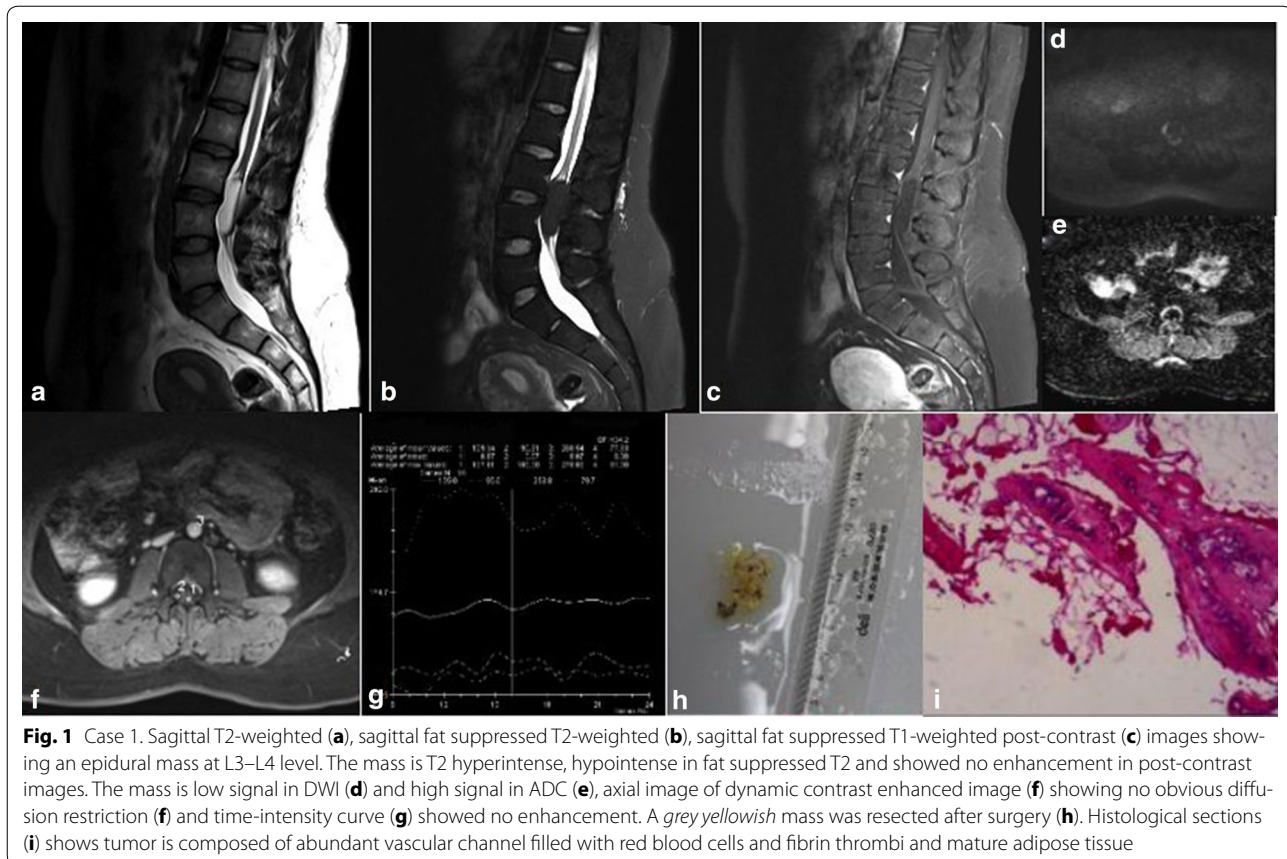 d
e
a
b
c
f
g
h
i
Fig. 1 Case 1. Sagittal T2-weighted (a), sagittal fat suppressed T2-weighted (b), sagittal fat suppressed T1-weighted post-contrast (c) images show-
ing an epidural mass at L3–L4 level. The mass is T2 hyperintense, hypointense in fat suppressed T2 and showed no enhancement in post-contrast
images. The mass is low signal in DWI (d) and high signal in ADC (e), axial image of dynamic contrast enhanced image (f) showing no obvious diffu-
sion restriction (f) and time-intensity curve (g) showed no enhancement. A grey yellowish mass was resected after surgery (h). Histological sections
(i) shows tumor is composed of abundant vascular channel filled with red blood cells and fibrin thrombi and mature adipose tissue